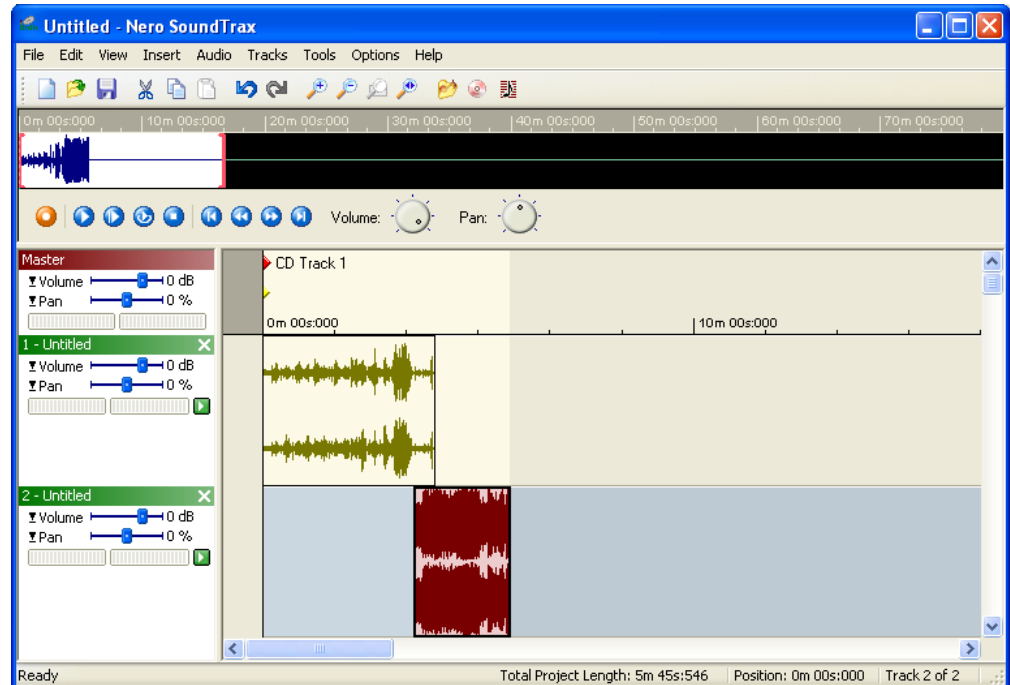 Untitled - Nero SoundTrax
File Edit View Insert Audio Tracks Tools Options Help
0m 00s:000 10m 00s:000 20m 00s:000 30m 00s:000 40m 00s:000 50m 00s:000 60m 00s:000 70m 00s:000
Volume: Pan:
Master
Volume 0 dB
Pan 0 %
CD Track 1
0m 00s:000 10m 00s:000
1 - Untitled
Volume 0 dB
Pan 0 %
2 - Untitled
Volume 0 dB
Pan 0 %
Ready Total Project Length: 5m 45s:546 Position: 0m 00s:000 Track 2 of 2